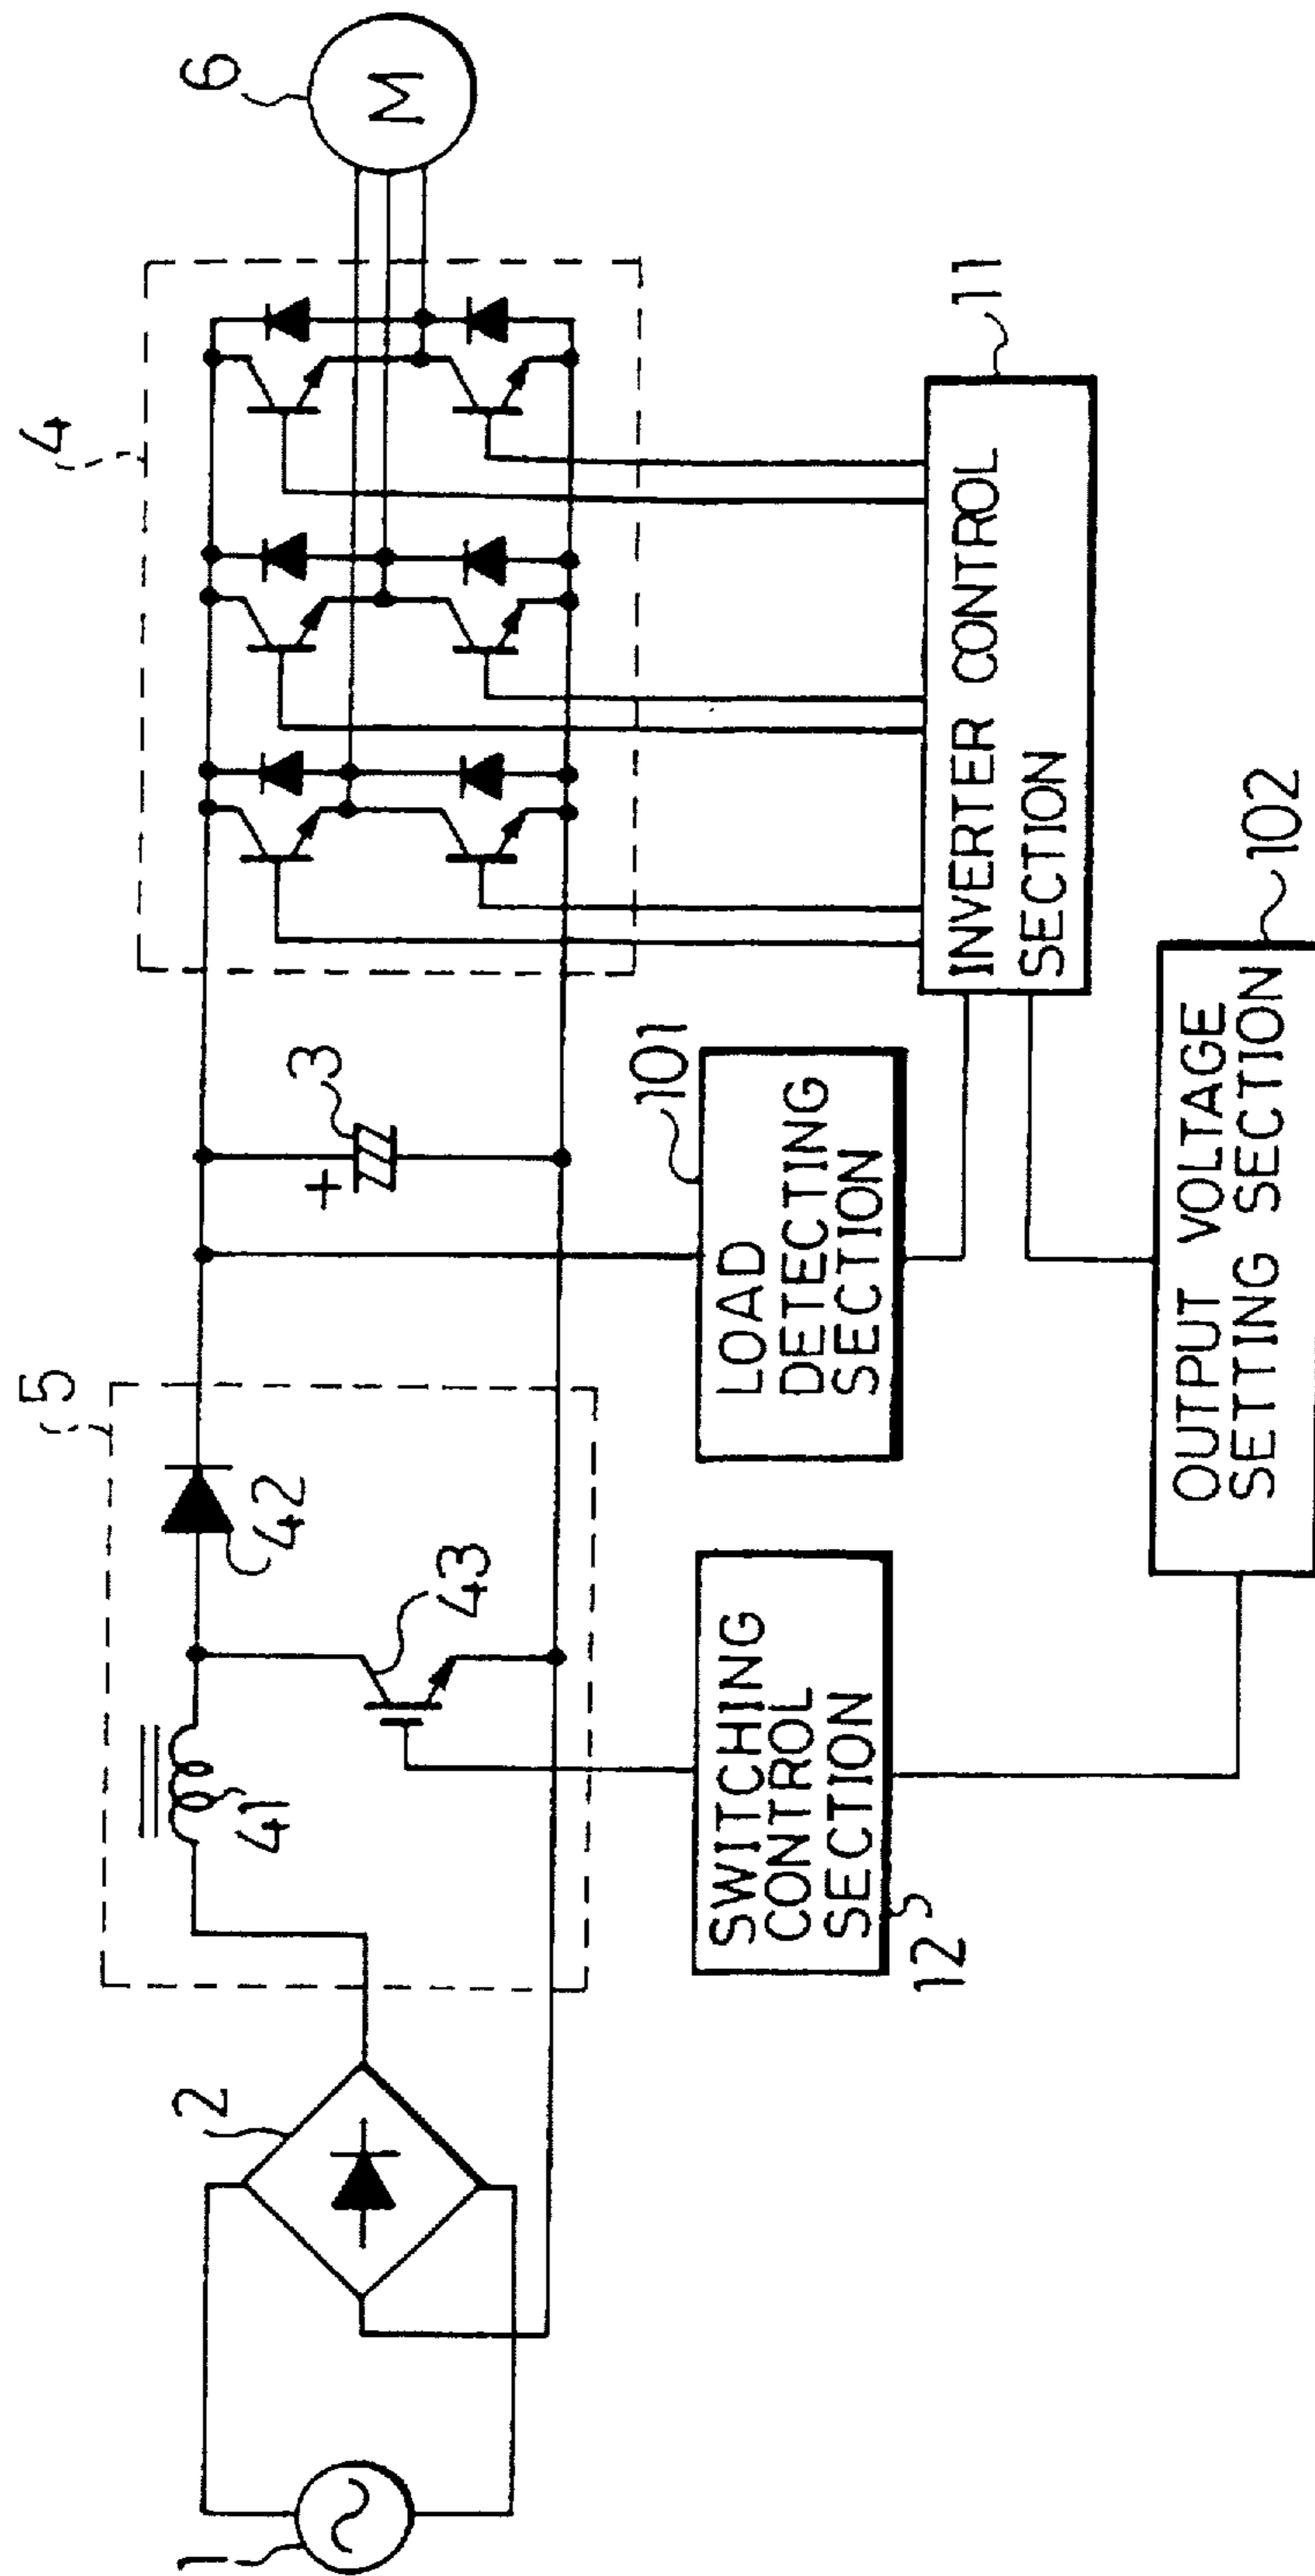 1
2
5
41
42
43
3
4
6
M
+
SWITCHING
CONTROL
SECTION
12
LOAD
DETECTING
SECTION
101
INVERTER CONTROL
SECTION
11
OUTPUT VOLTAGE
SETTING SECTION
102